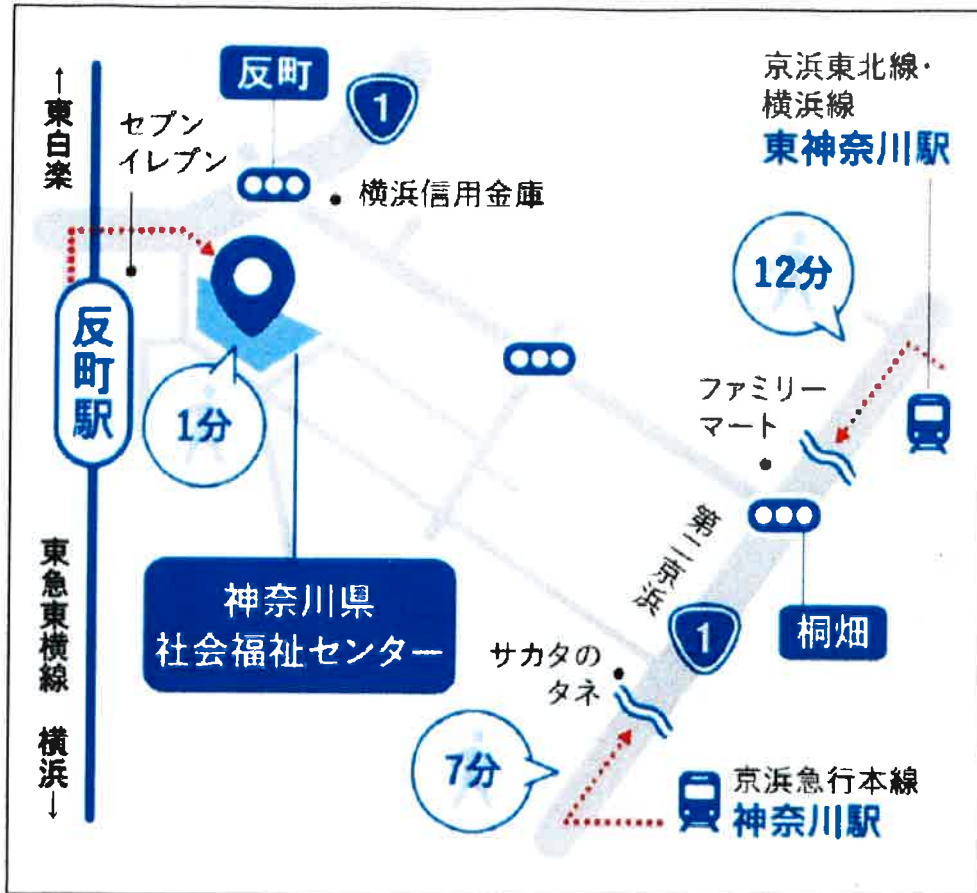 反町
1
京浜東北線・
横浜線
東神奈川駅
←東白楽
セブン
イレブン
横浜信用金庫
12分
反町駅
1分
ファミリー
マート
第二京浜
神奈川県
社会福祉センター
1
桐畑
サカタの
タネ
東急東横線
横浜→
7分
京浜急行本線
神奈川駅